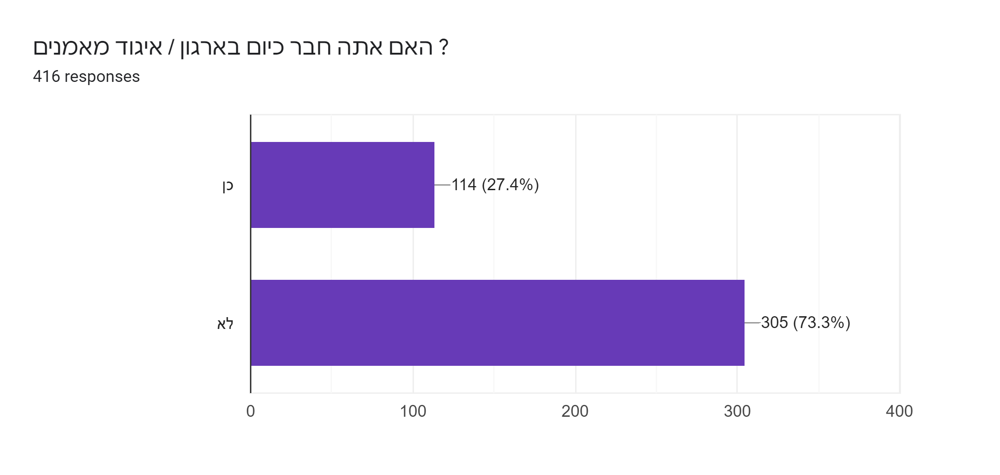 האם אתה חבר כיום בארגון / איגוד מאמנים ?
416 responses
כן
114 (27.4%)
לא
305 (73.3%)
0 100 200 300 400